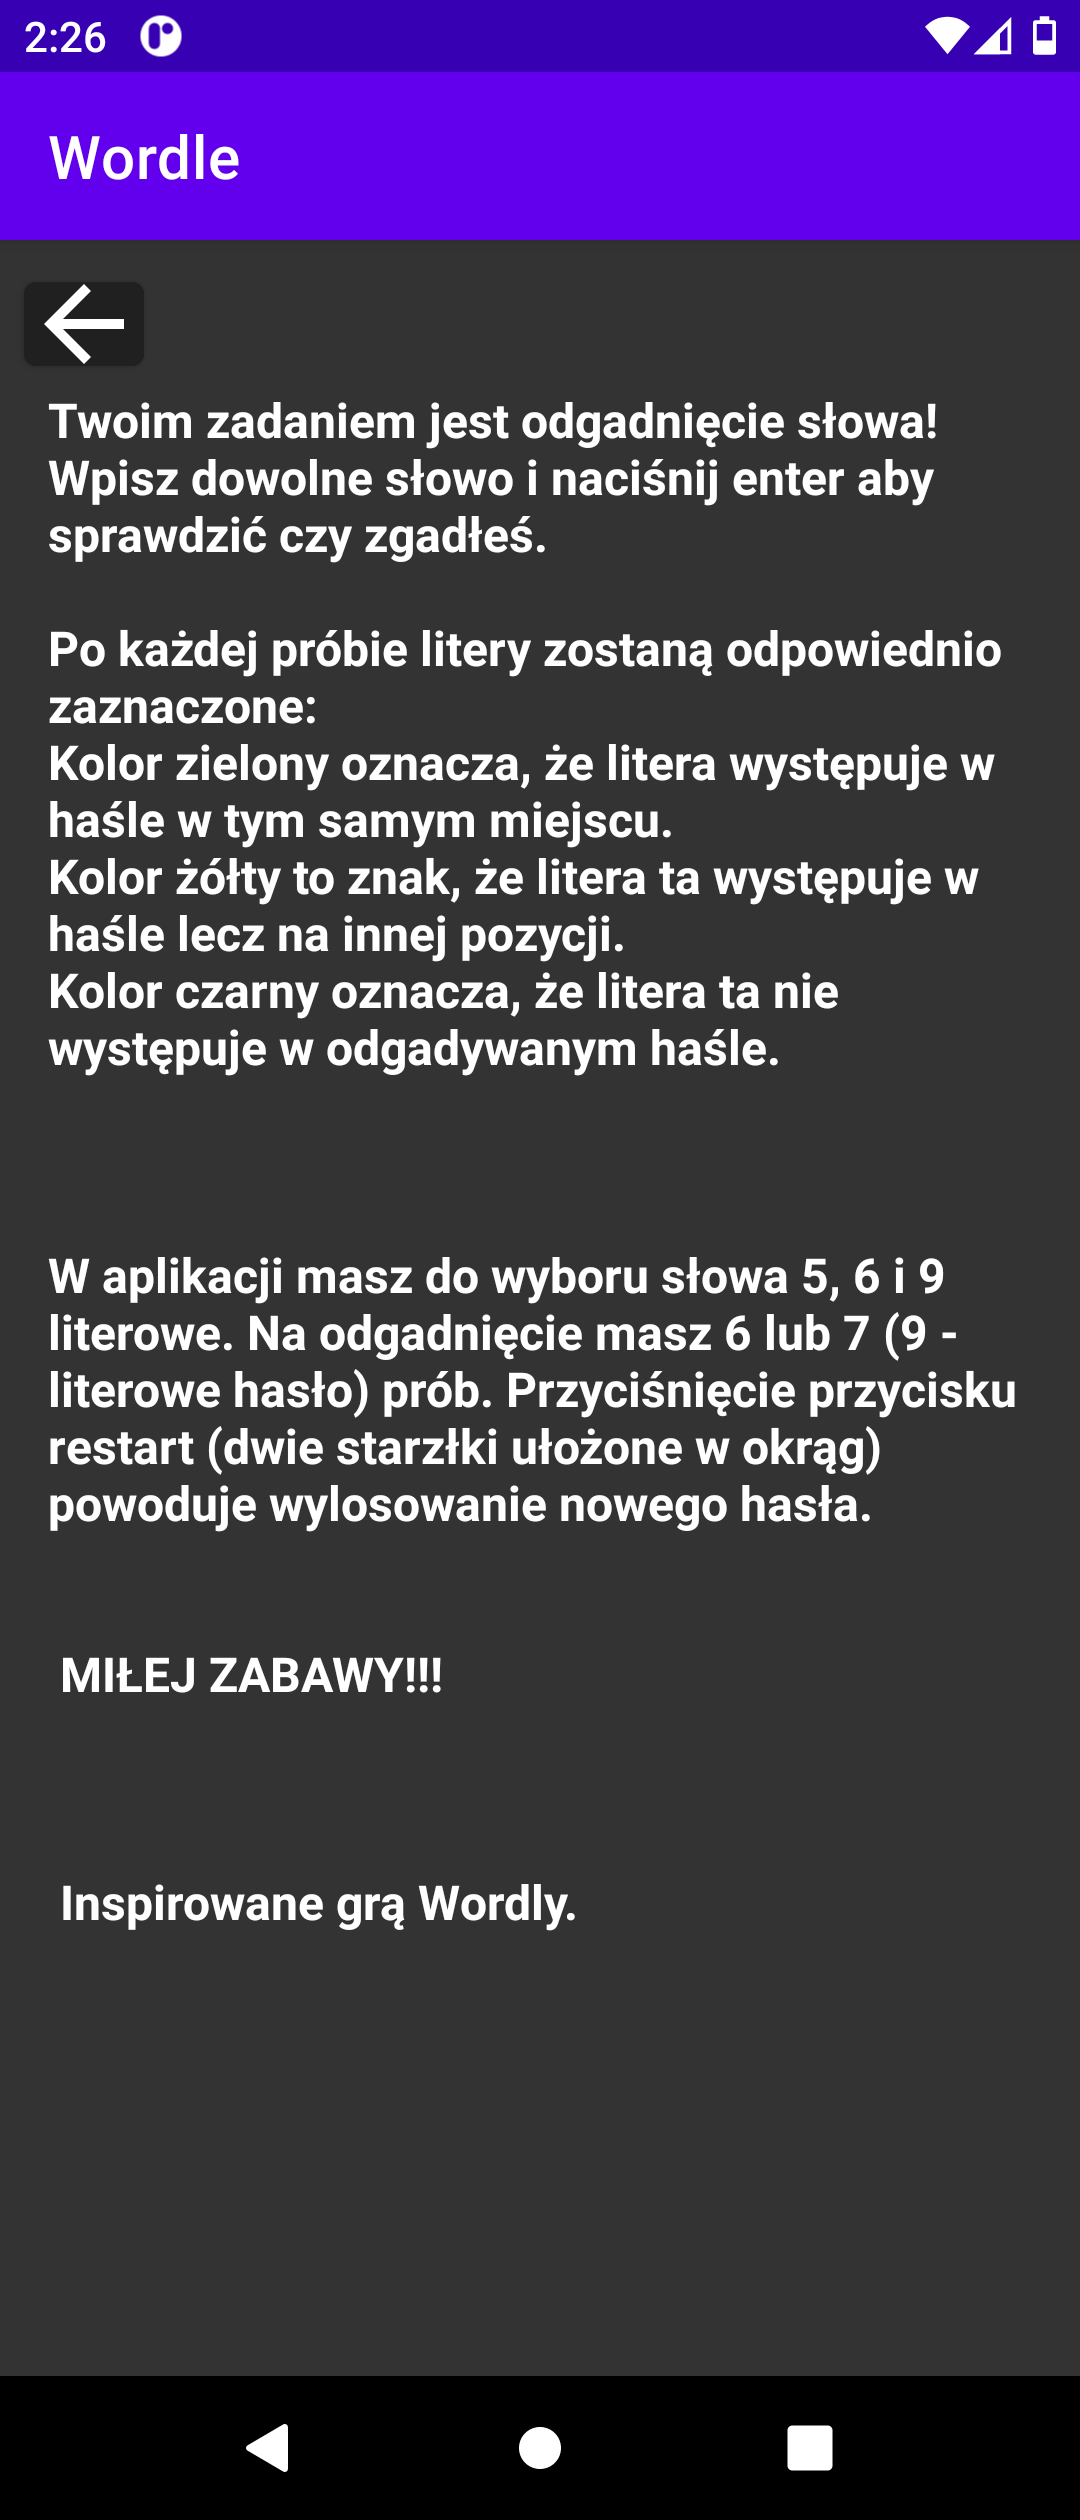 2:26
Wordle
Twoim zadaniem jest odgadnięcie słowa!
Wpisz dowolne słowo i naciśnij enter aby
sprawdzić czy zgadłeś.
Po każdej próbie litery zostaną odpowiednio
zaznaczone:
Kolor zielony oznacza, że litera występuje w
haśle w tym samym miejscu.
Kolor żółty to znak, że litera ta występuje w
haśle lecz na innej pozycji.
Kolor czarny oznacza, że litera ta nie
występuje w odgadywanym haśle.
W aplikacji masz do wyboru słowa 5, 6 i 9
literowe. Na odgadnięcie masz 6 lub 7 (9 -
literowe hasło) prób. Przyciśnięcie przycisku
restart (dwie starzłki ułożone w okrąg)
powoduje wylosowanie nowego hasła.
MIŁEJ ZABAWY!!!
Inspirowane grą Wordly.